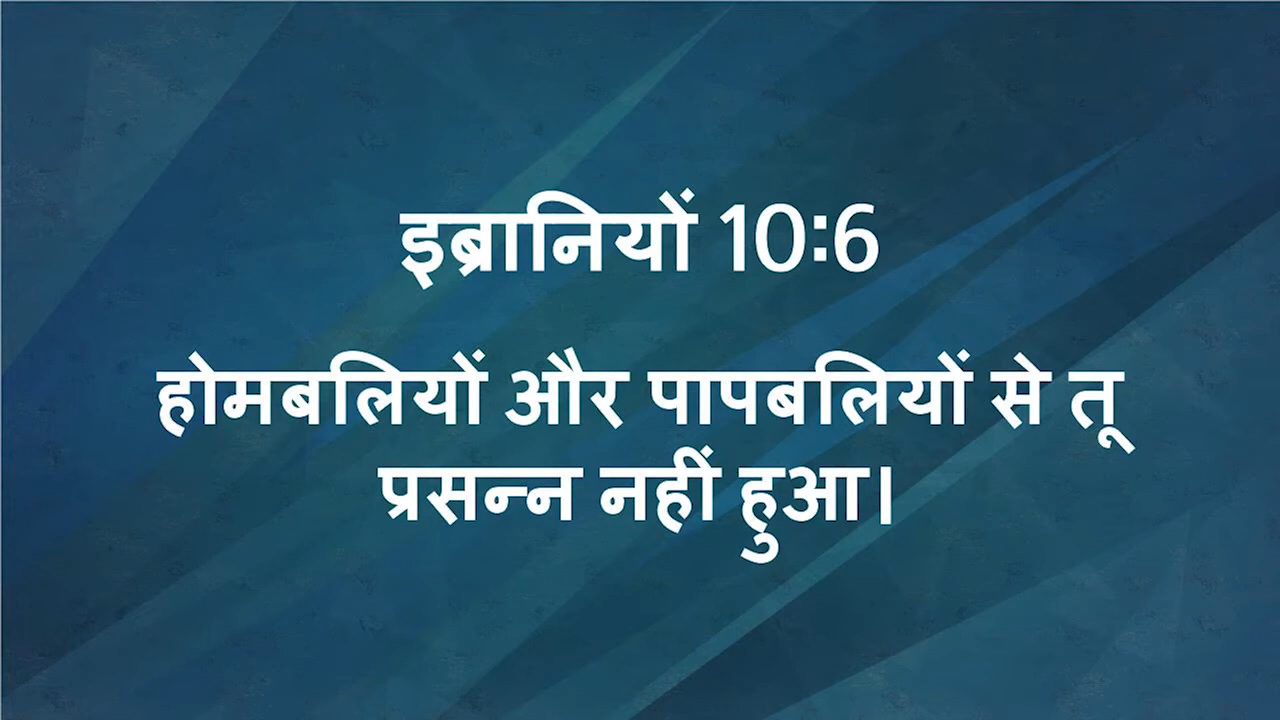 इब्रानियों 10:6
होमबलियों और पापबलियों से तू
प्रसन्न नहीं हुआ।